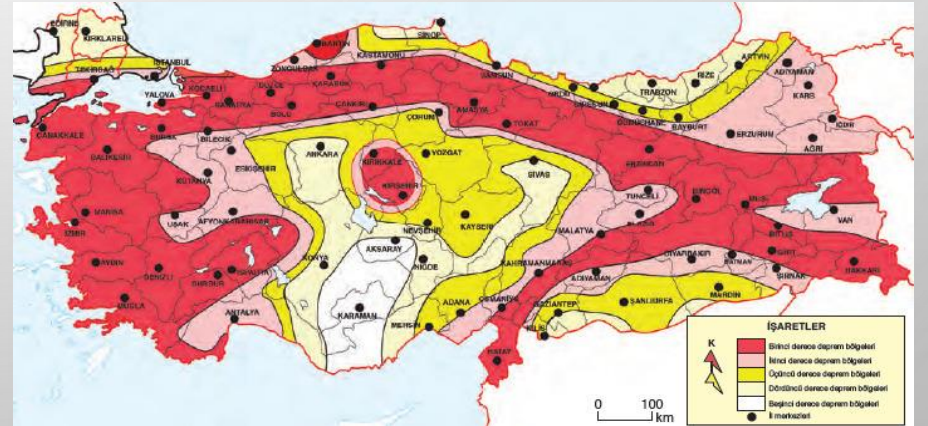 EDİRNE
KIRKLARELİ
TEKİRDAĞ
İSTANBUL
BARTIN
ZONGULDAK
KASTAMONU
SİNOP
SAMSUN
ORDU
GİRESUN
TRABZON
RİZE
ARTVİN
ADIYAMAN
KARS
IĞDIR
AĞRI
ERZURUM
BAYBURT
GÜMÜŞHANE
YALOVA
KOCAELİ
SAKARYA
DÜZCE
BOLU
KARABÜK
ÇANKIRI
ÇORUM
AMASYA
TOKAT
ÇANAKKALE
BALIKESİR
BURSA
BİLECİK
ESKİŞEHİR
KÜTAHYA
ANKARA
KIRIKKALE
YOZGAT
SİVAS
ERZİNCAN
TUNCELİ
BİNGÖL
MUŞ
VAN
MANİSA
İZMİR
UŞAK
AFYONKARAHİSAR
KIRŞEHİR
NEVŞEHİR
KAYSERİ
MALATYA
BİTLİS
SİİRT
HAKKARİ
AYDIN
DENİZLİ
BURDUR
ISPARTA
KONYA
AKSARAY
NİĞDE
KAHRAMANMARAŞ
ADIYAMAN
DİYARBAKIR
BATMAN
ŞIRNAK
MUĞLA
ANTALYA
KARAMAN
MERSİN
ADANA
OSMANİYE
GAZİANTEP
ŞANLIURFA
MARDİN
KİLİS
HATAY
İŞARETLER
K
Birinci derece deprem bölgeleri
İkinci derece deprem bölgeleri
Üçüncü derece deprem bölgeleri
Dördüncü derece deprem bölgeleri
Beşinci derece deprem bölgeleri
İl merkezleri
0 100
km